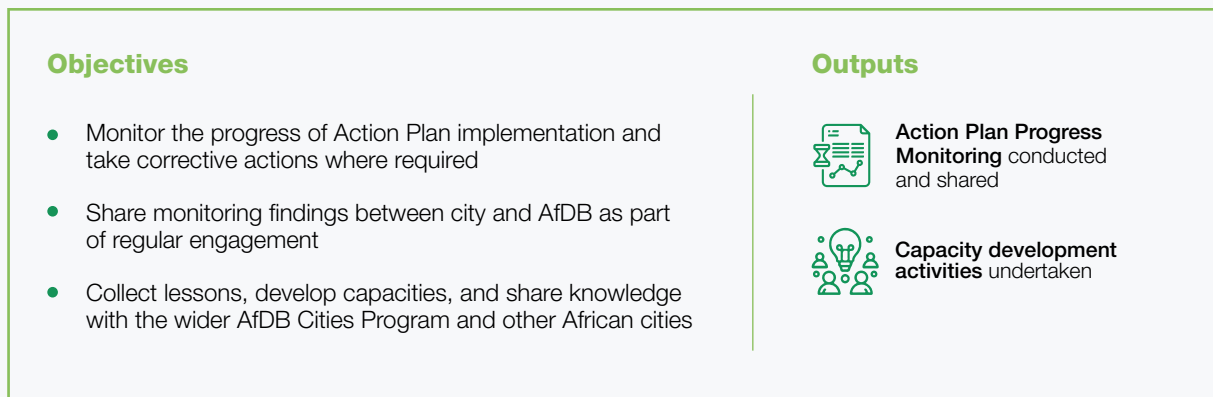 Objectives
Monitor the progress of Action Plan implementation and
take corrective actions where required
Share monitoring findings between city and AfDB as part
of regular engagement
Collect lessons, develop capacities, and share knowledge
with the wider AfDB Cities Program and other African cities
Outputs
Action Plan Progress
Monitoring conducted
and shared
Capacity development
activities undertaken